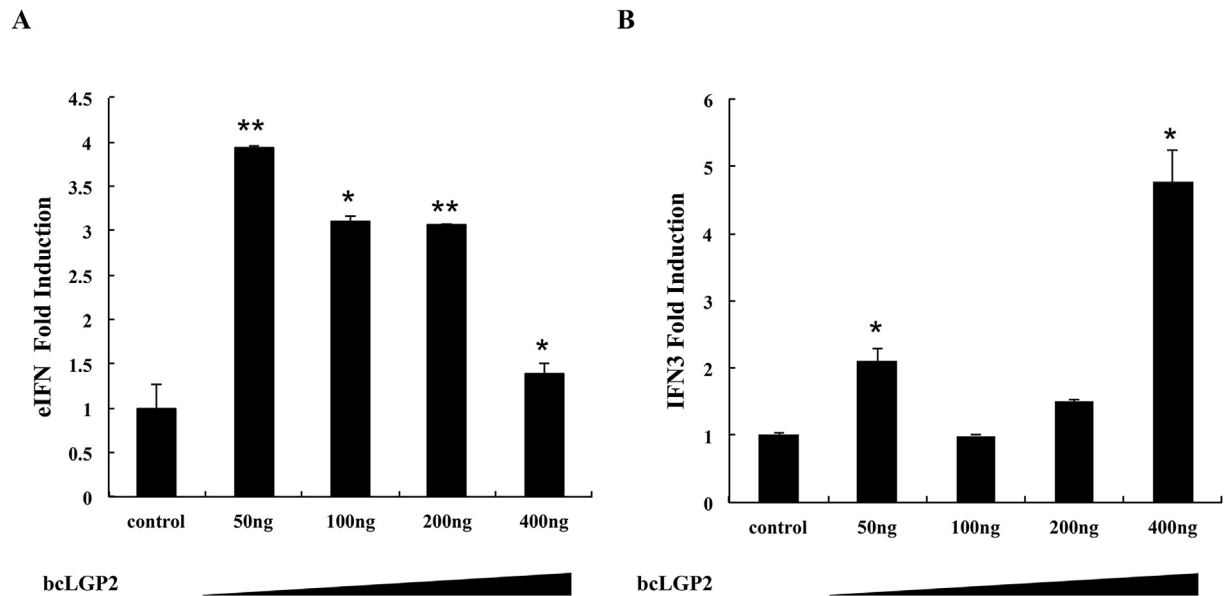 A
eIFN Fold Induction
4.5
4
3.5
3
2.5
2
1.5
1
0.5
0
**
*
**
*
control 50ng 100ng 200ng 400ng
bcLGP2
B
IFN3 Fold Induction
6
5
4
3
2
1
0
*
*
control 50ng 100ng 200ng 400ng
bcLGP2